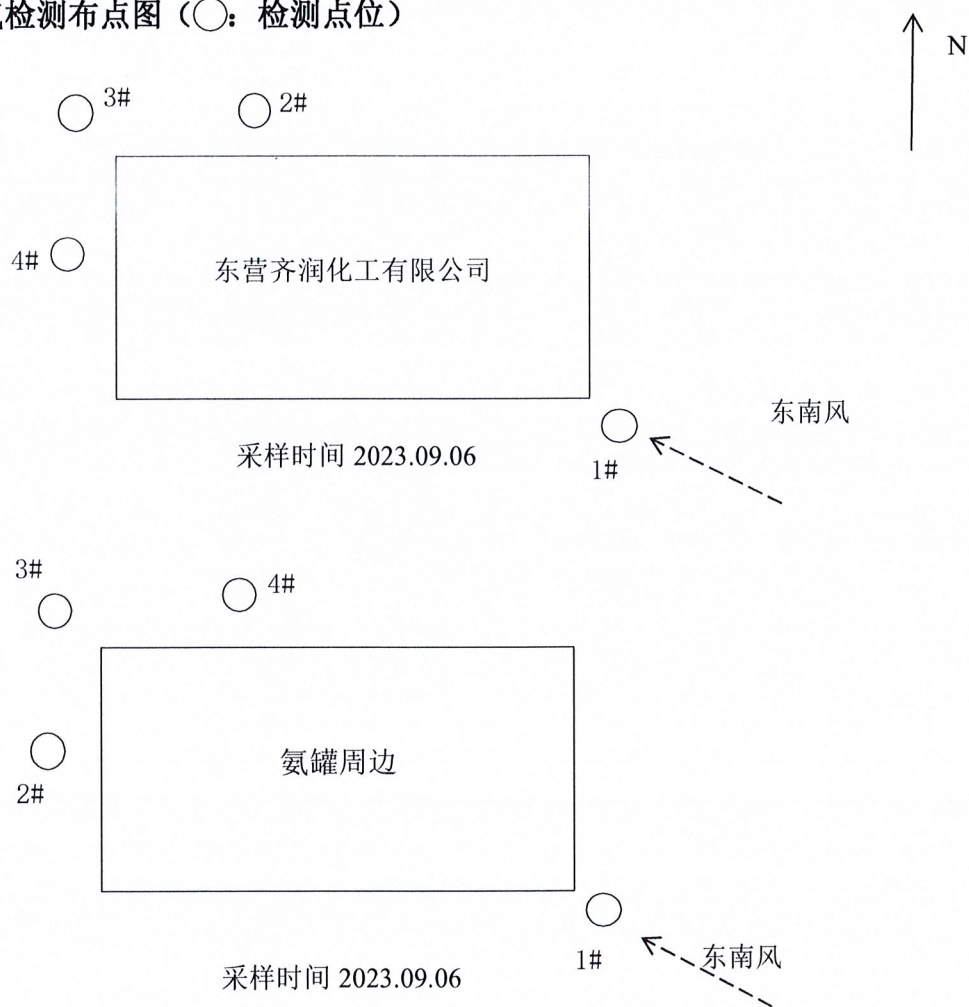 检测布点图（○：检测点位）
N
3#
2#
4#
东营齐润化工有限公司
东南风
采样时间 2023.09.06
1#
3#
4#
氨罐周边
2#
1#
东南风
采样时间 2023.09.06